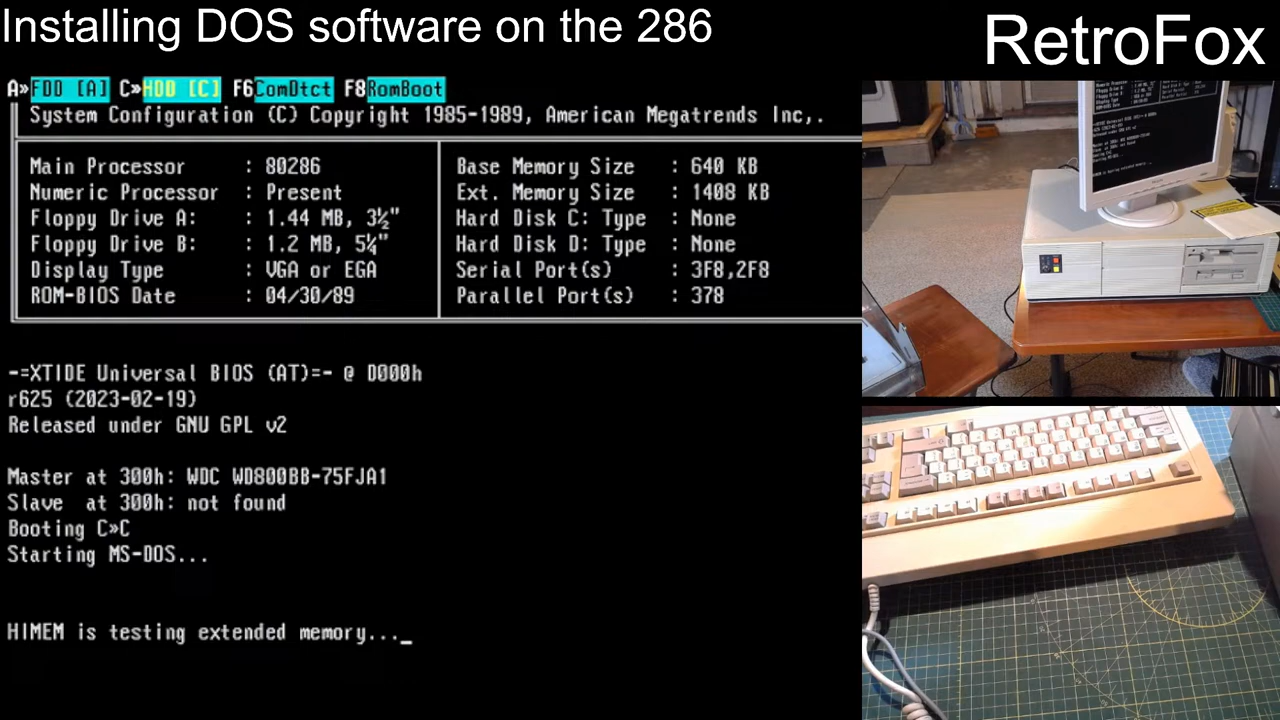 Installing DOS software on the 286
RetroFox
A»FDD [A] C»HDD [C] F6ComDtct F8RomBoot
System Configuration (C) Copyright 1985-1989, American Megatrends Inc,.
Main Processor : 80286
Numeric Processor : Present
Floppy Drive A: : 1.44 MB, 3½"
Floppy Drive B: : 1.2 MB, 5¼"
Display Type : VGA or EGA
ROM-BIOS Date : 04/30/89
Base Memory Size : 640 KB
Ext. Memory Size : 1408 KB
Hard Disk C: Type : None
Hard Disk D: Type : None
Serial Port(s) : 3F8,2F8
Parallel Port(s) : 378
-=XTIDE Universal BIOS (AT)=- @ D000h
r625 (2023-02-19)
Released under GNU GPL v2
Master at 300h: WDC WD800BB-75FJA1
Slave at 300h: not found
Booting C»C
Starting MS-DOS...
HIMEM is testing extended memory..._